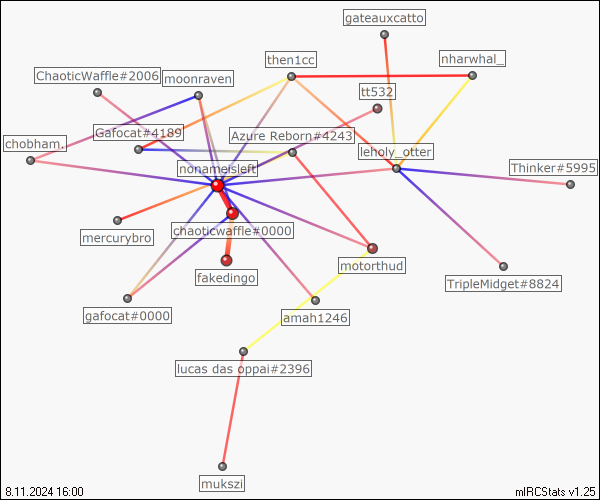 gateauxcatto
then1cc
nharwhal_
ChaoticWaffle#2006
moonraven
tt532
Gafocat#4189
Azure Reborn#4243
chobham.
leholy_otter
nonameisleft
Thinker#5995
mercurybro
chaoticwaffle#0000
motorthud
fakedingo
TripleMidget#8824
gafocat#0000
amah1246
lucas das oppai#2396
mukszi
8.11.2024 16:00
mIRCStats v1.25